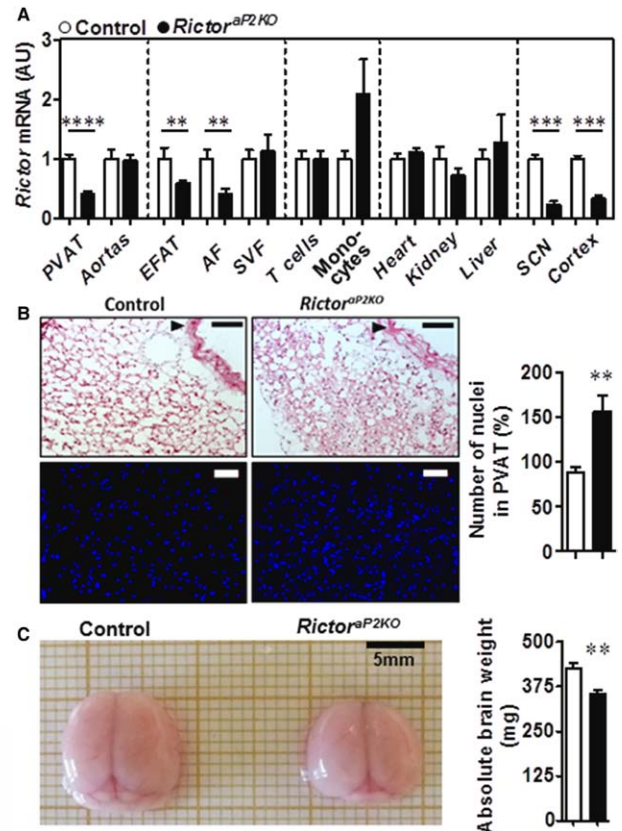 A
Control Rictor^aP2KO
Rictor mRNA (AU)
3
2
1
0
**** ** ** *** ***
PVAT
Aortas
EFAT
AF
SVF
T cells
Mono-
cytes
Heart
Kidney
Liver
SCN
Cortex
B
Control Rictor^aP2KO
Number of nuclei
in PVAT (%)
200
150
100
50
0
**
C
Control Rictor^aP2KO
5mm
Absolute brain weight
(mg)
500
375
250
125
0
**